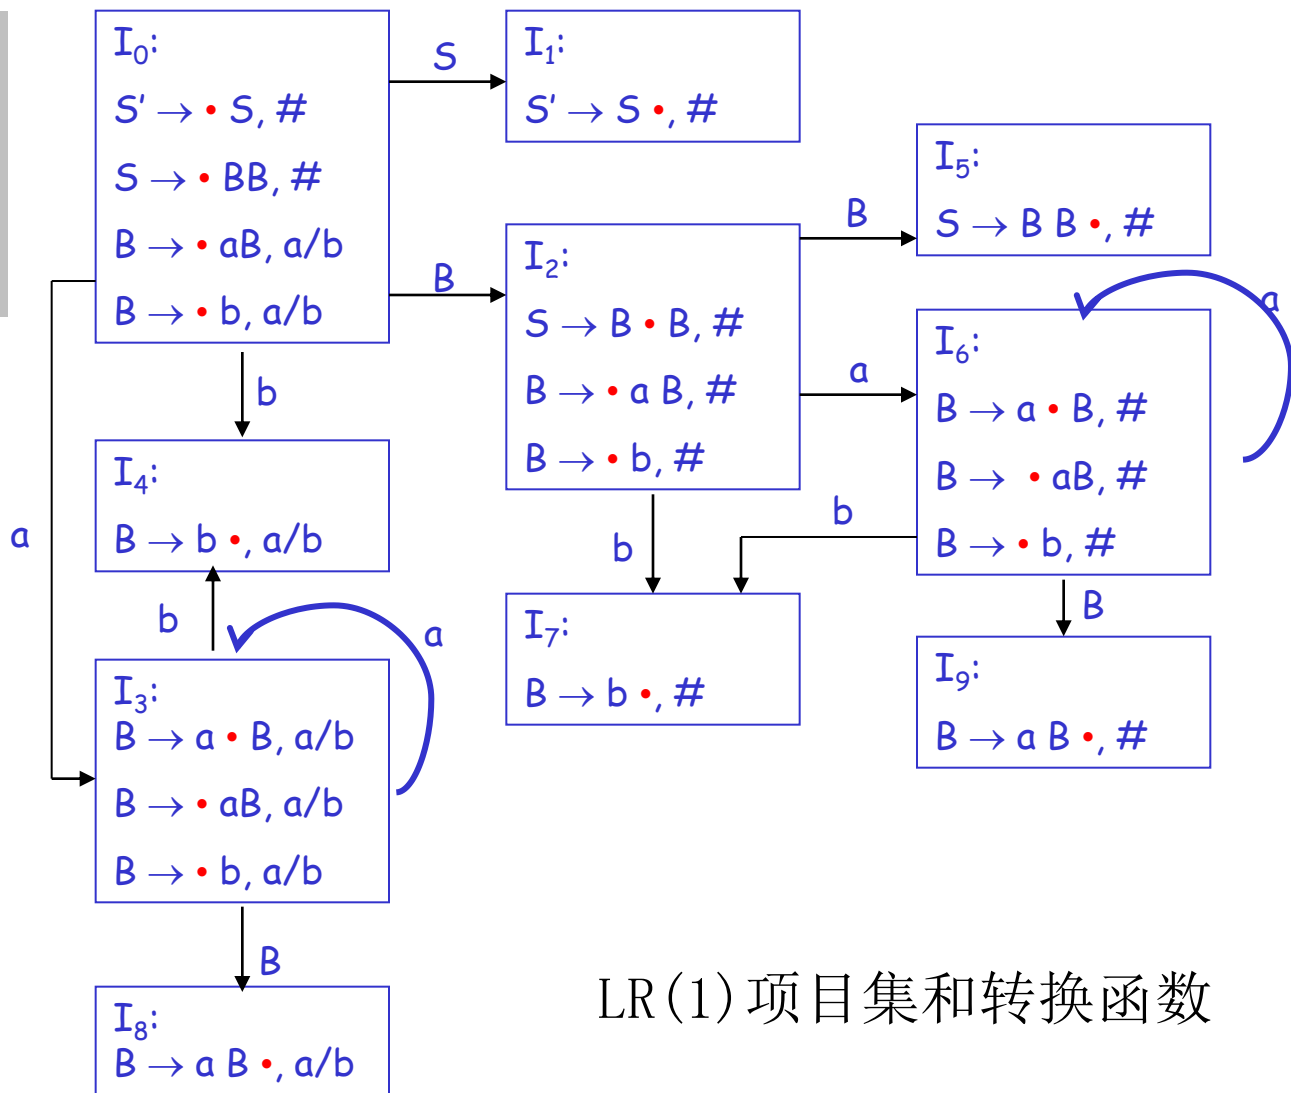 I₀:
S' → • S, #
S → • BB, #
B → • aB, a/b
B → • b, a/b
S
I₁:
S' → S •, #
B
I₂:
S → B • B, #
B → • a B, #
B → • b, #
B
I₅:
S → B B •, #
a
I₆:
B → a • B, #
B → • aB, #
B → • b, #
a
b
I₄:
B → b •, a/b
a
b
a
I₃:
B → a • B, a/b
B → • aB, a/b
B → • b, a/b
b
b
I₇:
B → b •, #
B
I₉:
B → a B •, #
B
I₈:
B → a B •, a/b
LR(1)项目集和转换函数